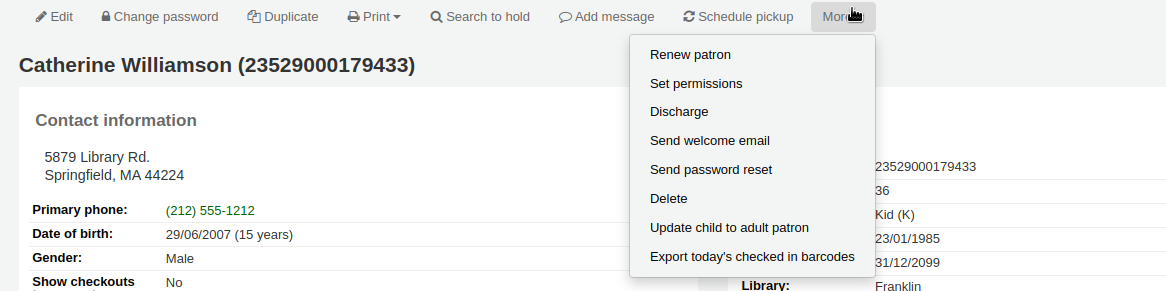 Edit Change password Duplicate Print Search to hold Add message Schedule pickup More
Catherine Williamson (23529000179433)
Contact information
5879 Library Rd.
Springfield, MA 44224
Primary phone: (212) 555-1212
Date of birth: 29/06/2007 (15 years)
Gender: Male
Show checkouts No
Renew patron
Set permissions
Discharge
Send welcome email
Send password reset
Delete
Update child to adult patron
Export today's checked in barcodes
23529000179433
36
Kid (K)
23/01/1985
31/12/2099
Library: Franklin